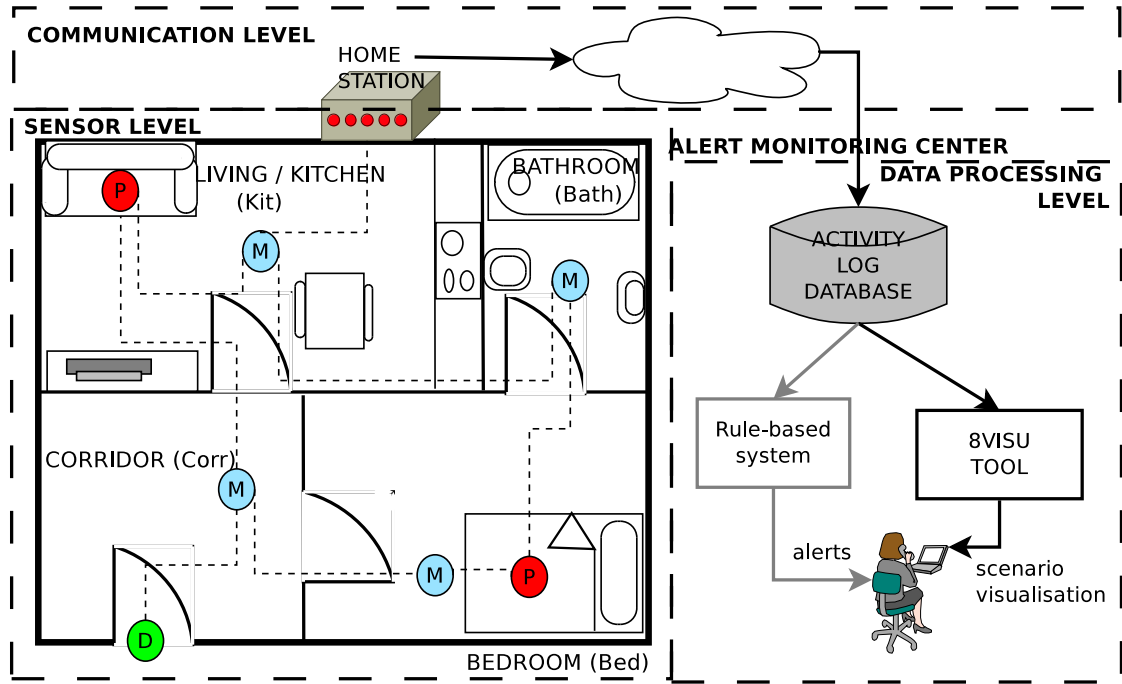 COMMUNICATION LEVEL
HOME
STATION
SENSOR LEVEL
P
LIVING / KITCHEN
(Kit)
M
BATHROOM
(Bath)
M
CORRIDOR (Corr)
M
M
P
D
BEDROOM (Bed)
ALERT MONITORING CENTER
DATA PROCESSING
LEVEL
ACTIVITY
LOG
DATABASE
Rule-based
system
8VISU
TOOL
alerts
scenario
visualisation